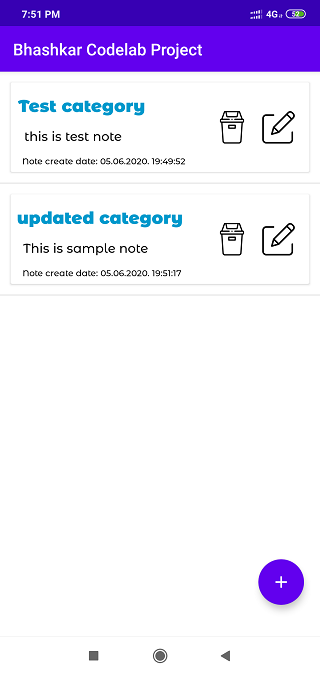 7:51 PM
4G
52
Bhashkar Codelab Project
Test category
this is test note
Note create date: 05.06.2020. 19:49:52
updated category
This is sample note
Note create date: 05.06.2020. 19:51:17
+